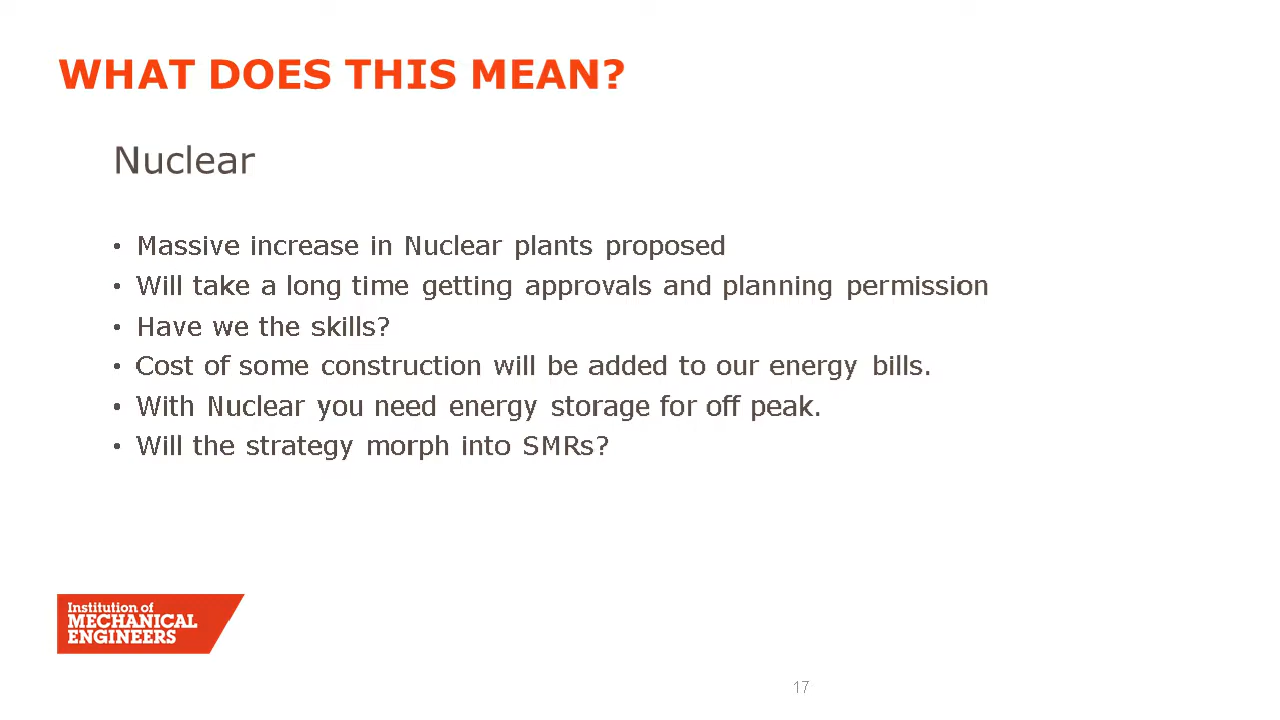 WHAT DOES THIS MEAN?
Nuclear
• Massive increase in Nuclear plants proposed
• Will take a long time getting approvals and planning permission
• Have we the skills?
• Cost of some construction will be added to our energy bills.
• With Nuclear you need energy storage for off peak.
• Will the strategy morph into SMRs?
Institution of
MECHANICAL
ENGINEERS
17